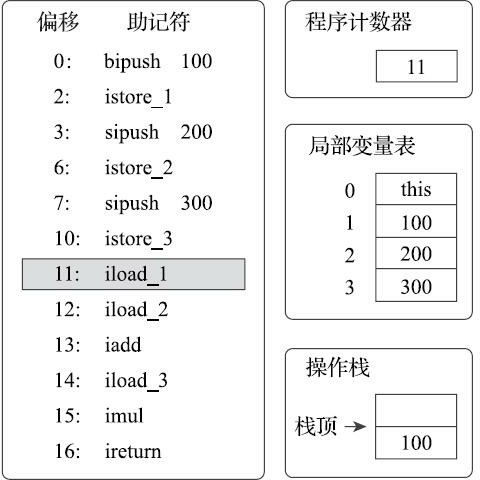 偏移 助记符
0: bipush 100
2: istore_1
3: sipush 200
6: istore_2
7: sipush 300
10: istore_3
11: iload_1
12: iload_2
13: iadd
14: iload_3
15: imul
16: ireturn
程序计数器
11
局部变量表
0 this
1 100
2 200
3 300
操作栈
栈顶
100